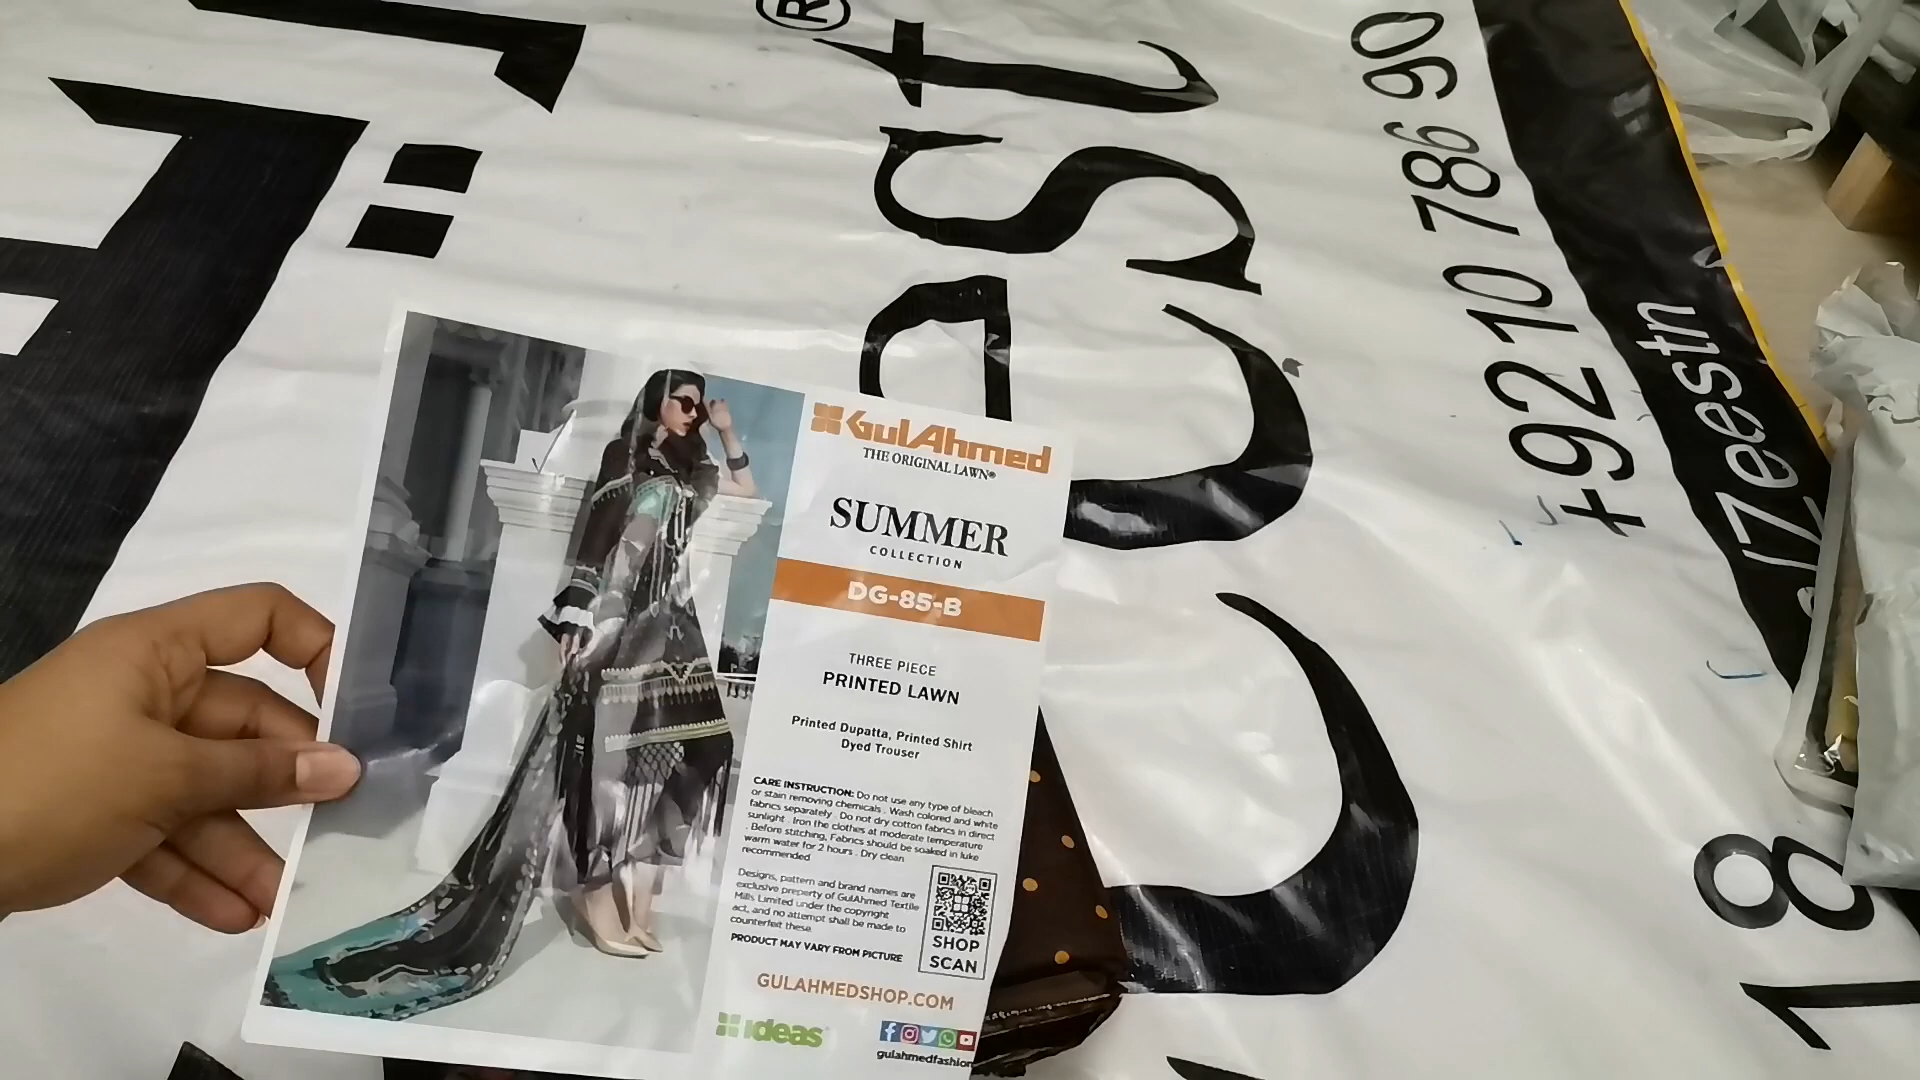 GulAhmed
THE ORIGINAL LAWN®
SUMMER
COLLECTION
DG-85-B
THREE PIECE
PRINTED LAWN
Printed Dupatta, Printed Shirt
Dyed Trouser
CARE INSTRUCTION: Do not use any type of bleach
or stain removing chemicals . Wash colored and white
fabrics separately . Do not dry cotton fabrics in direct
sunlight . Iron the clothes at moderate temperature
. Before stitching, Fabrics should be soaked in luke
warm water for 2 hours . Dry clean
recommended
Designs, pattern and brand names are
exclusive preperty of GulAhmed Textile
Mills Limited under the copyright
act, and no attempt shall be made to
counterfeit these.
PRODUCT MAY VARY FROM PICTURE
SHOP
SCAN
GULAHMEDSHOP.COM
ideas
gulahmedfashion
®
+92 10 786 90
18